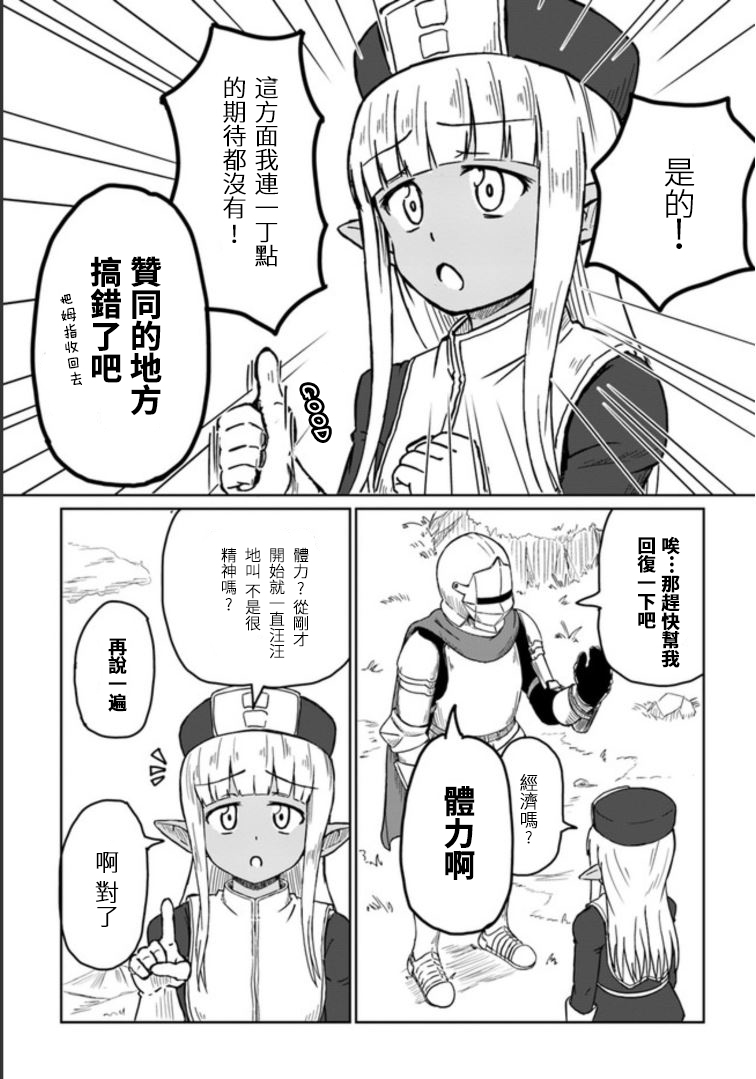 是的！
這方面我連一丁點
的期待都沒有！
贊同的地方
搞錯了吧
把姆指收回去
GOOD
唉…那趕快幫我
回復一下吧
經濟嗎？
體力啊
體力？從剛才
開始就一直汪汪
地叫 不是很
精神嗎？
再說一遍
啊 對了